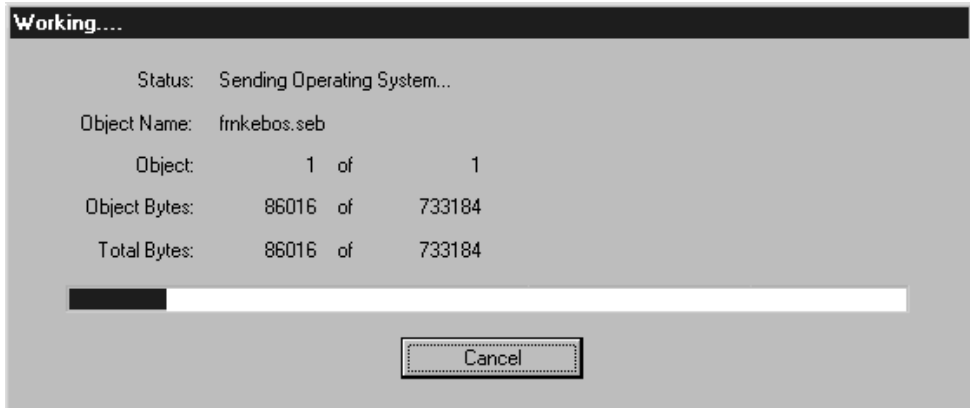 Working....
Status: Sending Operating System...
Object Name: frnkebos.seb
Object: 1 of 1
Object Bytes: 86016 of 733184
Total Bytes: 86016 of 733184
Cancel